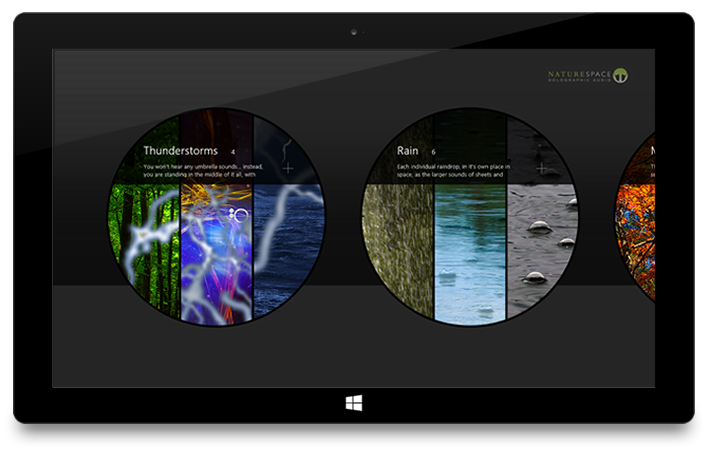 NATURESPACE
HOLOGRAPHIC AUDIO
Thunderstorms 4
You won't hear any umbrella sounds... instead,
you are standing in the middle of it all, with
Rain 6
Each individual raindrop, in it's own place in
space, as the larger sounds of sheets and